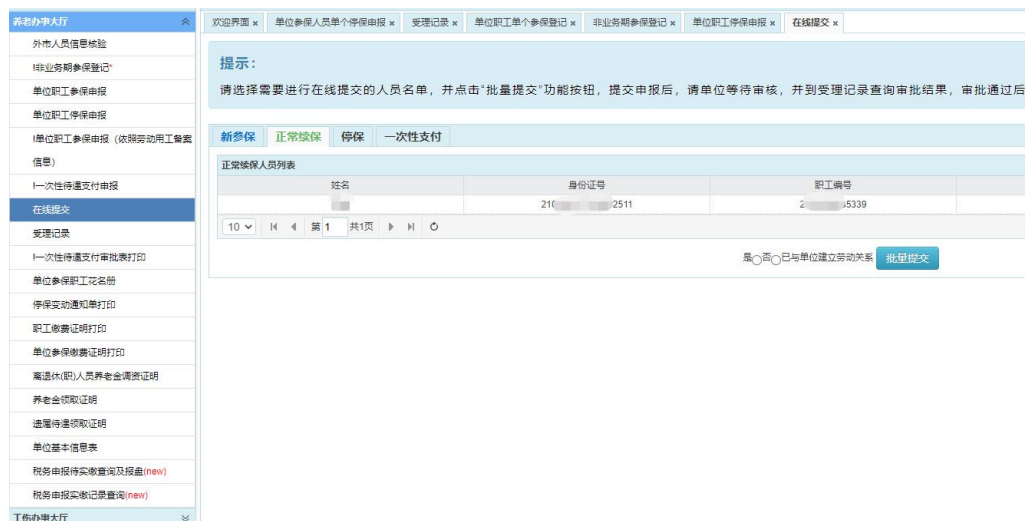 养老办事大厅
外市人员信息核验
!非业务期参保登记*
单位职工参保申报
单位职工停保申报
!单位职工参保申报（依照劳动用工备案
信息）
!一次性待遇支付申报
在线提交
受理记录
!一次性待遇支付审批表打印
单位参保职工花名册
停保变动通知单打印
职工缴费证明打印
单位参保缴费证明打印
离退休(职)人员养老金调资证明
养老金领取证明
遗属待遇领取证明
单位基本信息表
税务申报待实缴查询及报盘(new)
税务申报实缴记录查询(new)
工伤办事大厅
欢迎界面 × 单位参保人员单个停保申报 × 受理记录 × 单位职工单个参保登记 × 非业务期参保登记 × 单位职工停保申报 × 在线提交 ×
提示：
请选择需要进行在线提交的人员名单，并点击“批量提交”功能按钮，提交申报后，请单位等待审核，并到受理记录查询审批结果，审批通过后
新参保 正常续保 停保 一次性支付
正常续保人员列表
姓名 身份证号 职工编号
210 2511 2 5339
10 第 1 共1页
是○否○已与单位建立劳动关系 批量提交